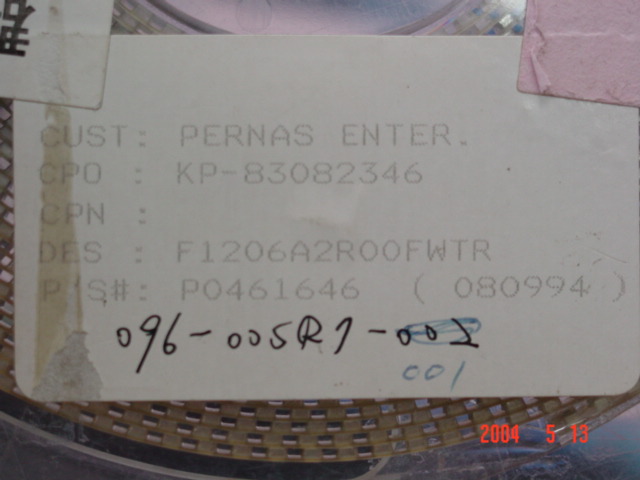 CUST: PERNAS ENTER.
CPO : KP-83082346
CPN :
DES : F1206A2R00FWTR
P/S#: P0461646 ( 080994 )
096-005R1-002
001
2004 5 13